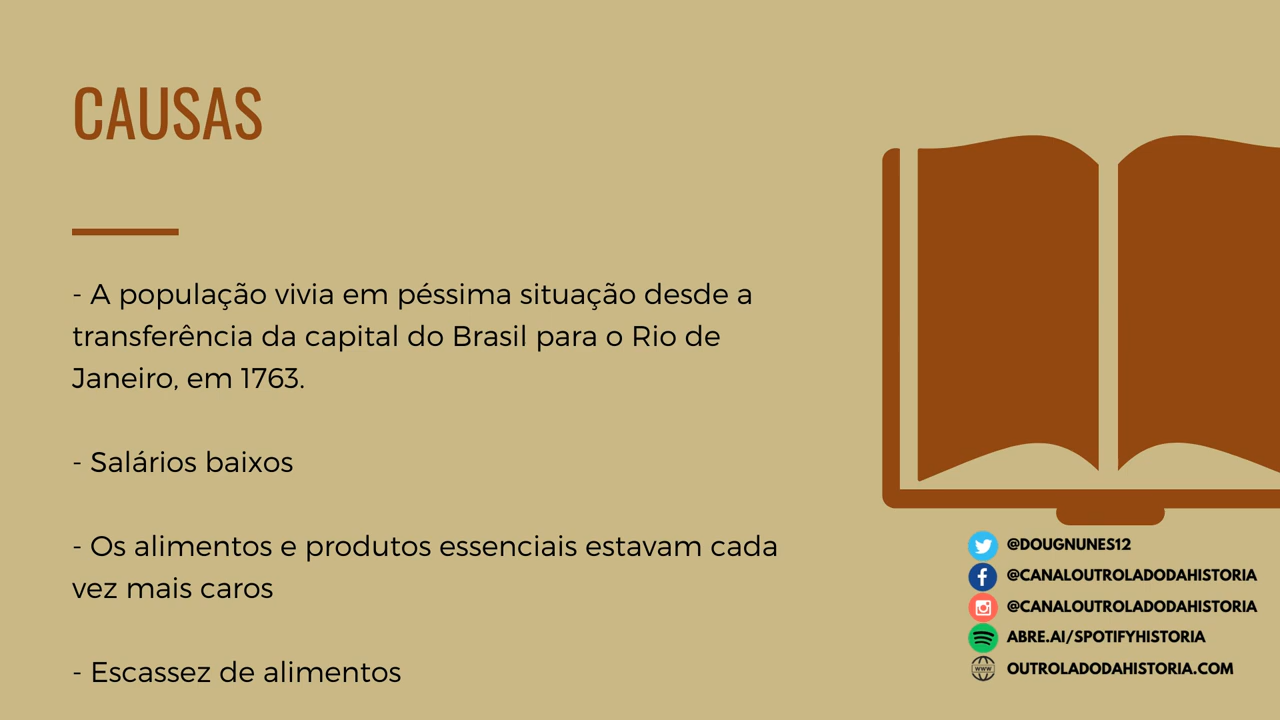 CAUSAS
- A população vivia em péssima situação desde a
transferência da capital do Brasil para o Rio de
Janeiro, em 1763.
- Salários baixos
- Os alimentos e produtos essenciais estavam cada
vez mais caros
- Escassez de alimentos
@DOUGNUNES12
@CANALOUTROLADODAHISTORIA
@CANALOUTROLADODAHISTORIA
ABRE.AI/SPOTIFYHISTORIA
WWW
OUTROLADODAHISTORIA.COM